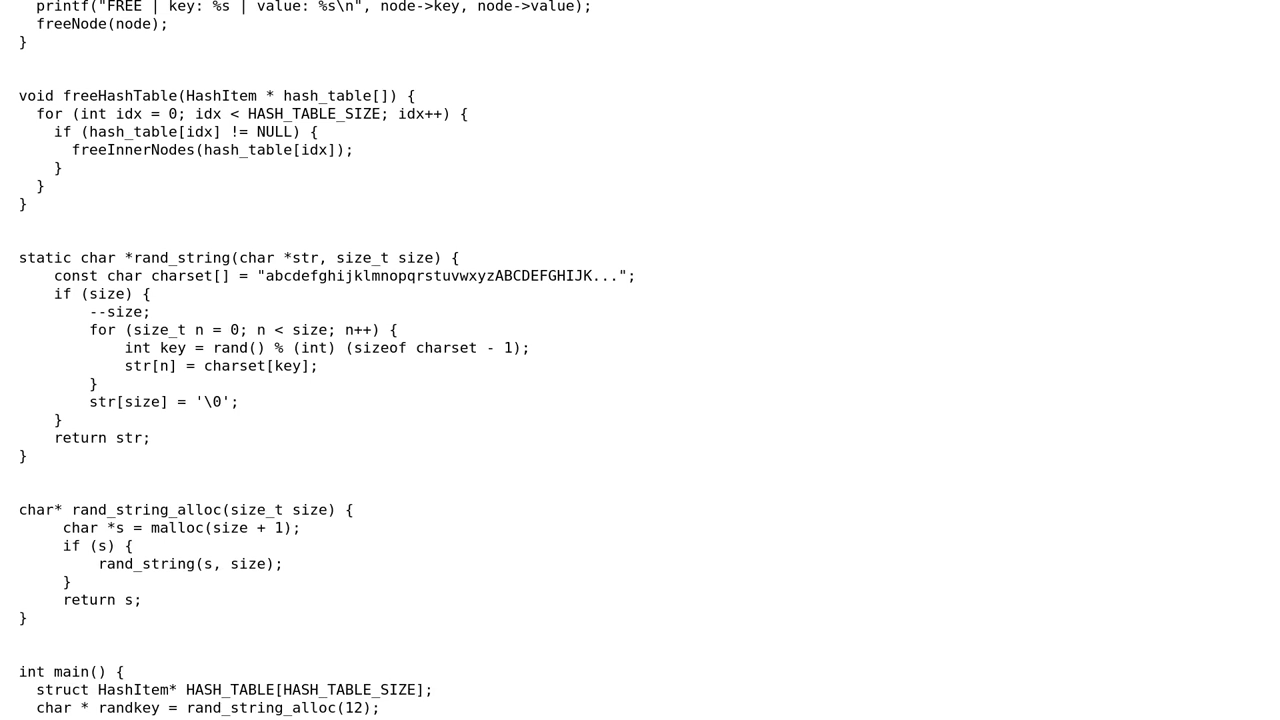 printf("FREE | key: %s | value: %s\n", node->key, node->value);
  freeNode(node);
}
void freeHashTable(HashItem * hash_table[]) {
  for (int idx = 0; idx < HASH_TABLE_SIZE; idx++) {
    if (hash_table[idx] != NULL) {
      freeInnerNodes(hash_table[idx]);
    }
  }
}
static char *rand_string(char *str, size_t size) {
    const char charset[] = "abcdefghijklmnopqrstuvwxyzABCDEFGHIJK...";
    if (size) {
        --size;
        for (size_t n = 0; n < size; n++) {
            int key = rand() % (int) (sizeof charset - 1);
            str[n] = charset[key];
        }
        str[size] = '\0';
    }
    return str;
}
char* rand_string_alloc(size_t size) {
     char *s = malloc(size + 1);
     if (s) {
         rand_string(s, size);
     }
     return s;
}
int main() {
  struct HashItem* HASH_TABLE[HASH_TABLE_SIZE];
  char * randkey = rand_string_alloc(12);